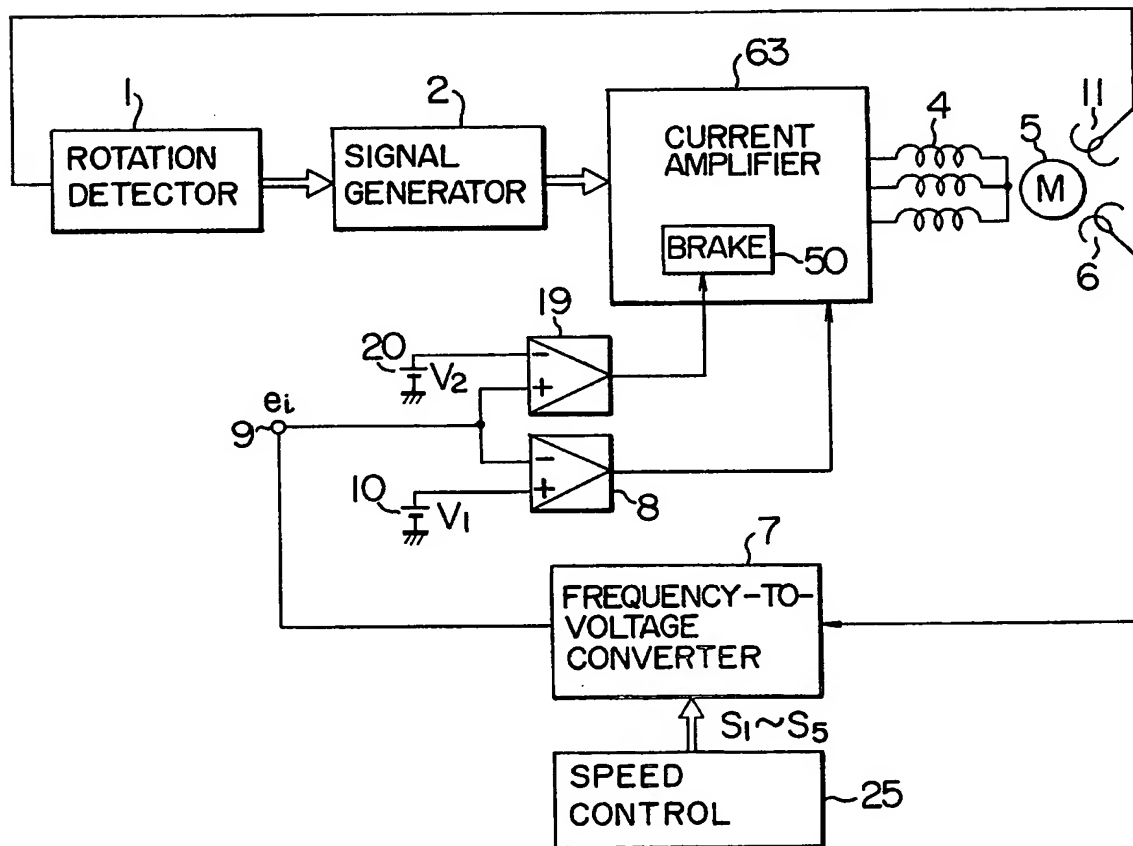 63
1
2
4
5
11
ROTATION
DETECTOR
SIGNAL
GENERATOR
CURRENT
AMPLIFIER
M
BRAKE
50
6
19
20
V2
-
+
ei
9
-
+
10
V1
8
7
FREQUENCY-TO-
VOLTAGE
CONVERTER
S1~S5
SPEED
CONTROL
25